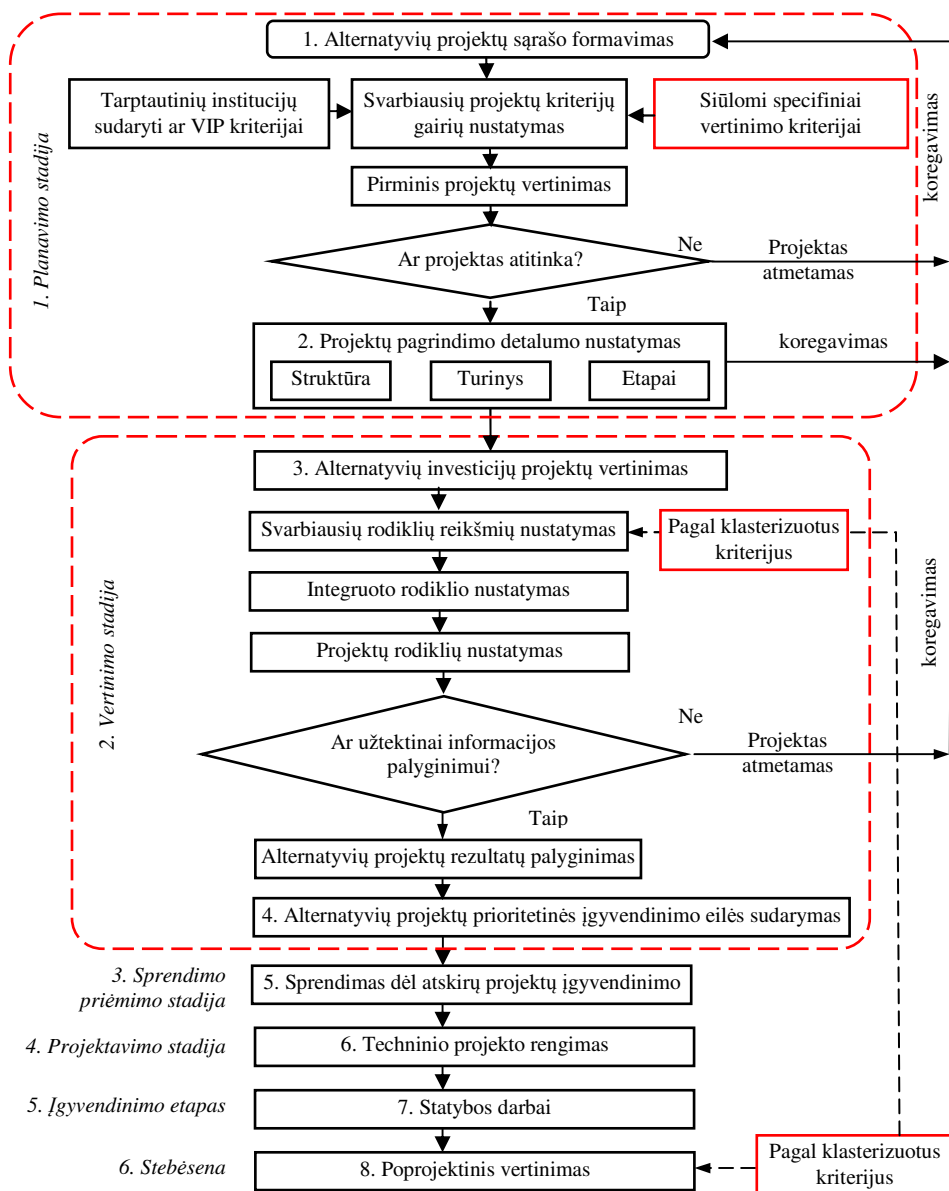 1. Alternatyvių projektų sąrašo formavimas
Tarptautinių institucijų
sudaryti ar VIP kriterijai
Svarbiausių projektų kriterijų
gairių nustatymas
Siūlomi specifiniai
vertinimo kriterijai
koregavimas
Pirminis projektų vertinimas
1. Planavimo stadija
Ar projektas atitinka?
Ne
Projektas
atmetamas
Taip
2. Projektų pagrindimo detalumo nustatymas
koregavimas
Struktūra
Turinys
Etapai
3. Alternatyvių investicijų projektų vertinimas
Svarbiausių rodiklių reikšmių nustatymas
Pagal klasterizuotus
kriterijus
koregavimas
Integruoto rodiklio nustatymas
Projektų rodiklių nustatymas
2. Vertinimo stadija
Ar užtektinai informacijos
palyginimui?
Ne
Projektas
atmetamas
Taip
Alternatyvių projektų rezultatų palyginimas
4. Alternatyvių projektų prioritetinės įgyvendinimo eilės sudarymas
3. Sprendimo
priėmimo stadija
5. Sprendimas dėl atskirų projektų įgyvendinimo
4. Projektavimo stadija
6. Techninio projekto rengimas
5. Įgyvendinimo etapas
7. Statybos darbai
6. Stebėsena
8. Poprojektinis vertinimas
Pagal klasterizuotus
kriterijus